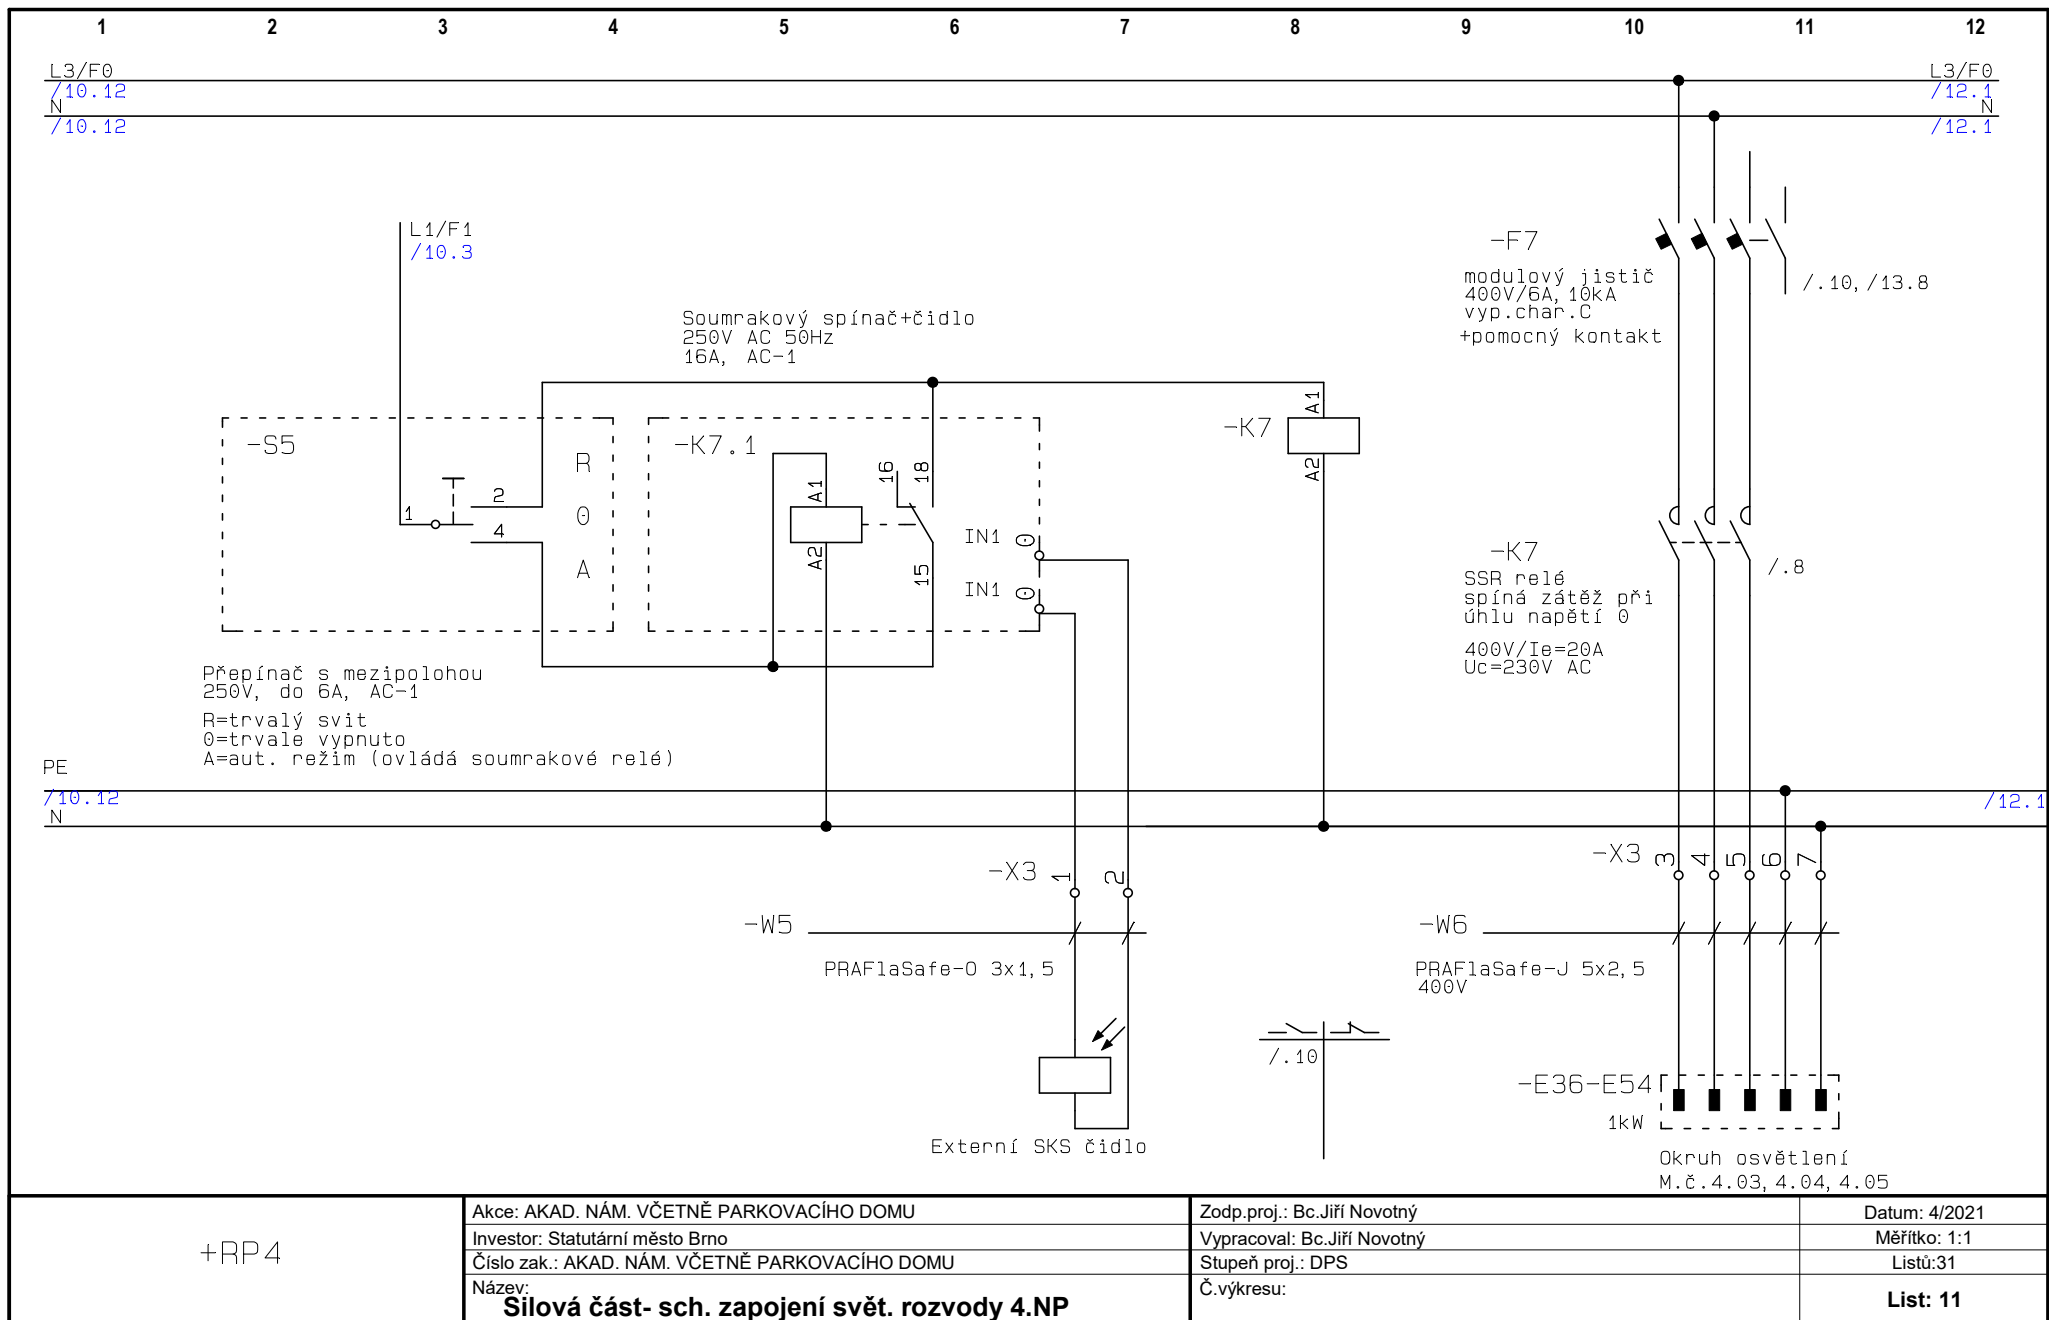 1 2 3 4 5 6 7 8 9 10 11 12
L3/F0
/10.12
N
/10.12
L3/F0
/12.1
N
/12.1
L1/F1
/10.3
-F7
modulový jistič
400V/6A, 10kA
vyp.char.C
+pomocný kontakt
/.10, /13.8
Soumrakový spínač+čidlo
250V AC 50Hz
16A, AC-1
-S5
R
0
A
1
2
4
-K7.1
A1
A2
16
18
15
IN1 0
IN1 0
-K7
A1
A2
-K7
SSR relé
spíná zátěž při
úhlu napětí 0
400V/Ie=20A
Uc=230V AC
/.8
Přepínač s mezipolohou
250V, do 6A, AC-1
R=trvalý svit
0=trvale vypnuto
A=aut. režim (ovládá soumrakové relé)
PE
/10.12
N
/12.1
-X3 1 2
-X3 3 4 5 6 7
-W5
PRAFlaSafe-O 3x1,5
-W6
PRAFlaSafe-J 5x2,5
400V
/.10
-E36-E54
1kW
Externí SKS čidlo
Okruh osvětlení
M.č.4.03, 4.04, 4.05
+RP4
Akce: AKAD. NÁM. VČETNĚ PARKOVACÍHO DOMU
Investor: Statutární město Brno
Číslo zak.: AKAD. NÁM. VČETNĚ PARKOVACÍHO DOMU
Název:
Silová část- sch. zapojení svět. rozvody 4.NP
Zodp.proj.: Bc.Jiří Novotný
Vypracoval: Bc.Jiří Novotný
Stupeň proj.: DPS
Č.výkresu:
Datum: 4/2021
Měřítko: 1:1
Listů:31
List: 11